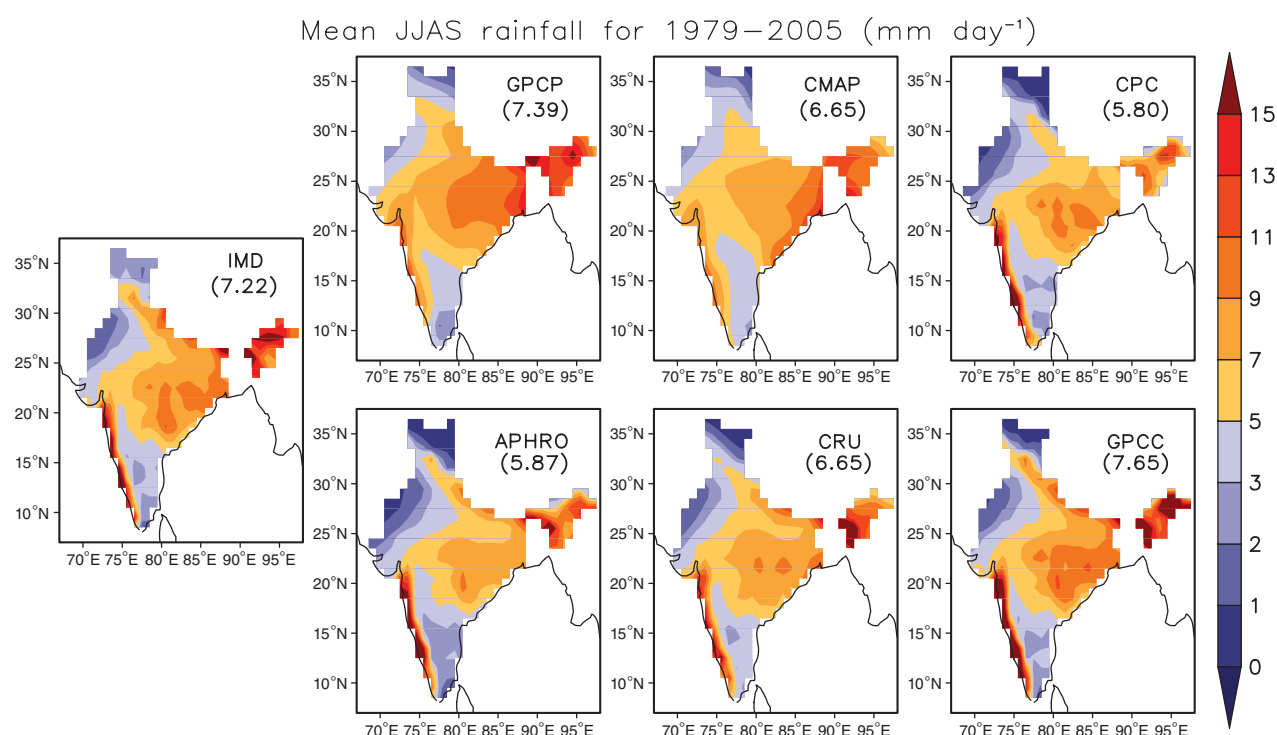 Mean JJAS rainfall for 1979–2005 (mm day⁻¹)
GPCP
(7.39)
35°N
30°N
25°N
20°N
15°N
10°N
70°E 75°E 80°E 85°E 90°E 95°E
CMAP
(6.65)
35°N
30°N
25°N
20°N
15°N
10°N
70°E 75°E 80°E 85°E 90°E 95°E
CPC
(5.80)
35°N
30°N
25°N
20°N
15°N
10°N
70°E 75°E 80°E 85°E 90°E 95°E
IMD
(7.22)
35°N
30°N
25°N
20°N
15°N
10°N
70°E 75°E 80°E 85°E 90°E 95°E
APHRO
(5.87)
35°N
30°N
25°N
20°N
15°N
10°N
70°E 75°E 80°E 85°E 90°E 95°E
CRU
(6.65)
35°N
30°N
25°N
20°N
15°N
10°N
70°E 75°E 80°E 85°E 90°E 95°E
GPCC
(7.65)
35°N
30°N
25°N
20°N
15°N
10°N
70°E 75°E 80°E 85°E 90°E 95°E
15
13
11
9
7
5
3
2
1
0